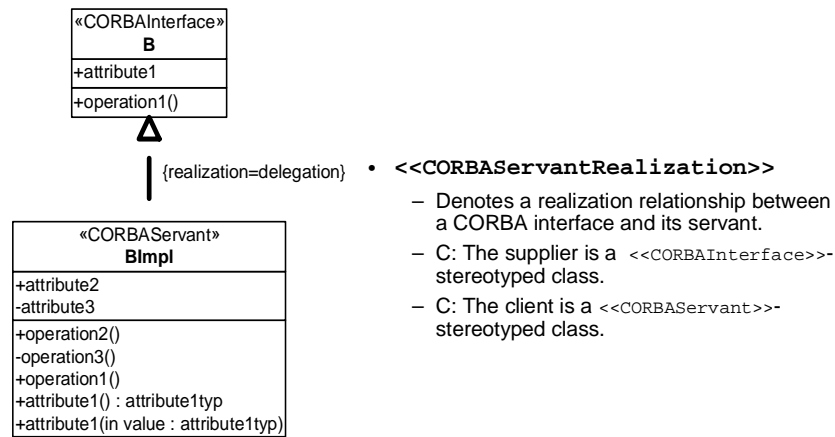 «CORBAInterface»
B
+attribute1
+operation1()
{realization=delegation}
«CORBAServant»
BImpl
+attribute2
-attribute3
+operation2()
-operation3()
+operation1()
+attribute1() : attribute1typ
+attribute1(in value : attribute1typ)
• <<CORBAServantRealization>>
– Denotes a realization relationship between
a CORBA interface and its servant.
– C: The supplier is a <<CORBAInterface>>-
stereotyped class.
– C: The client is a <<CORBAServant>>-
stereotyped class.